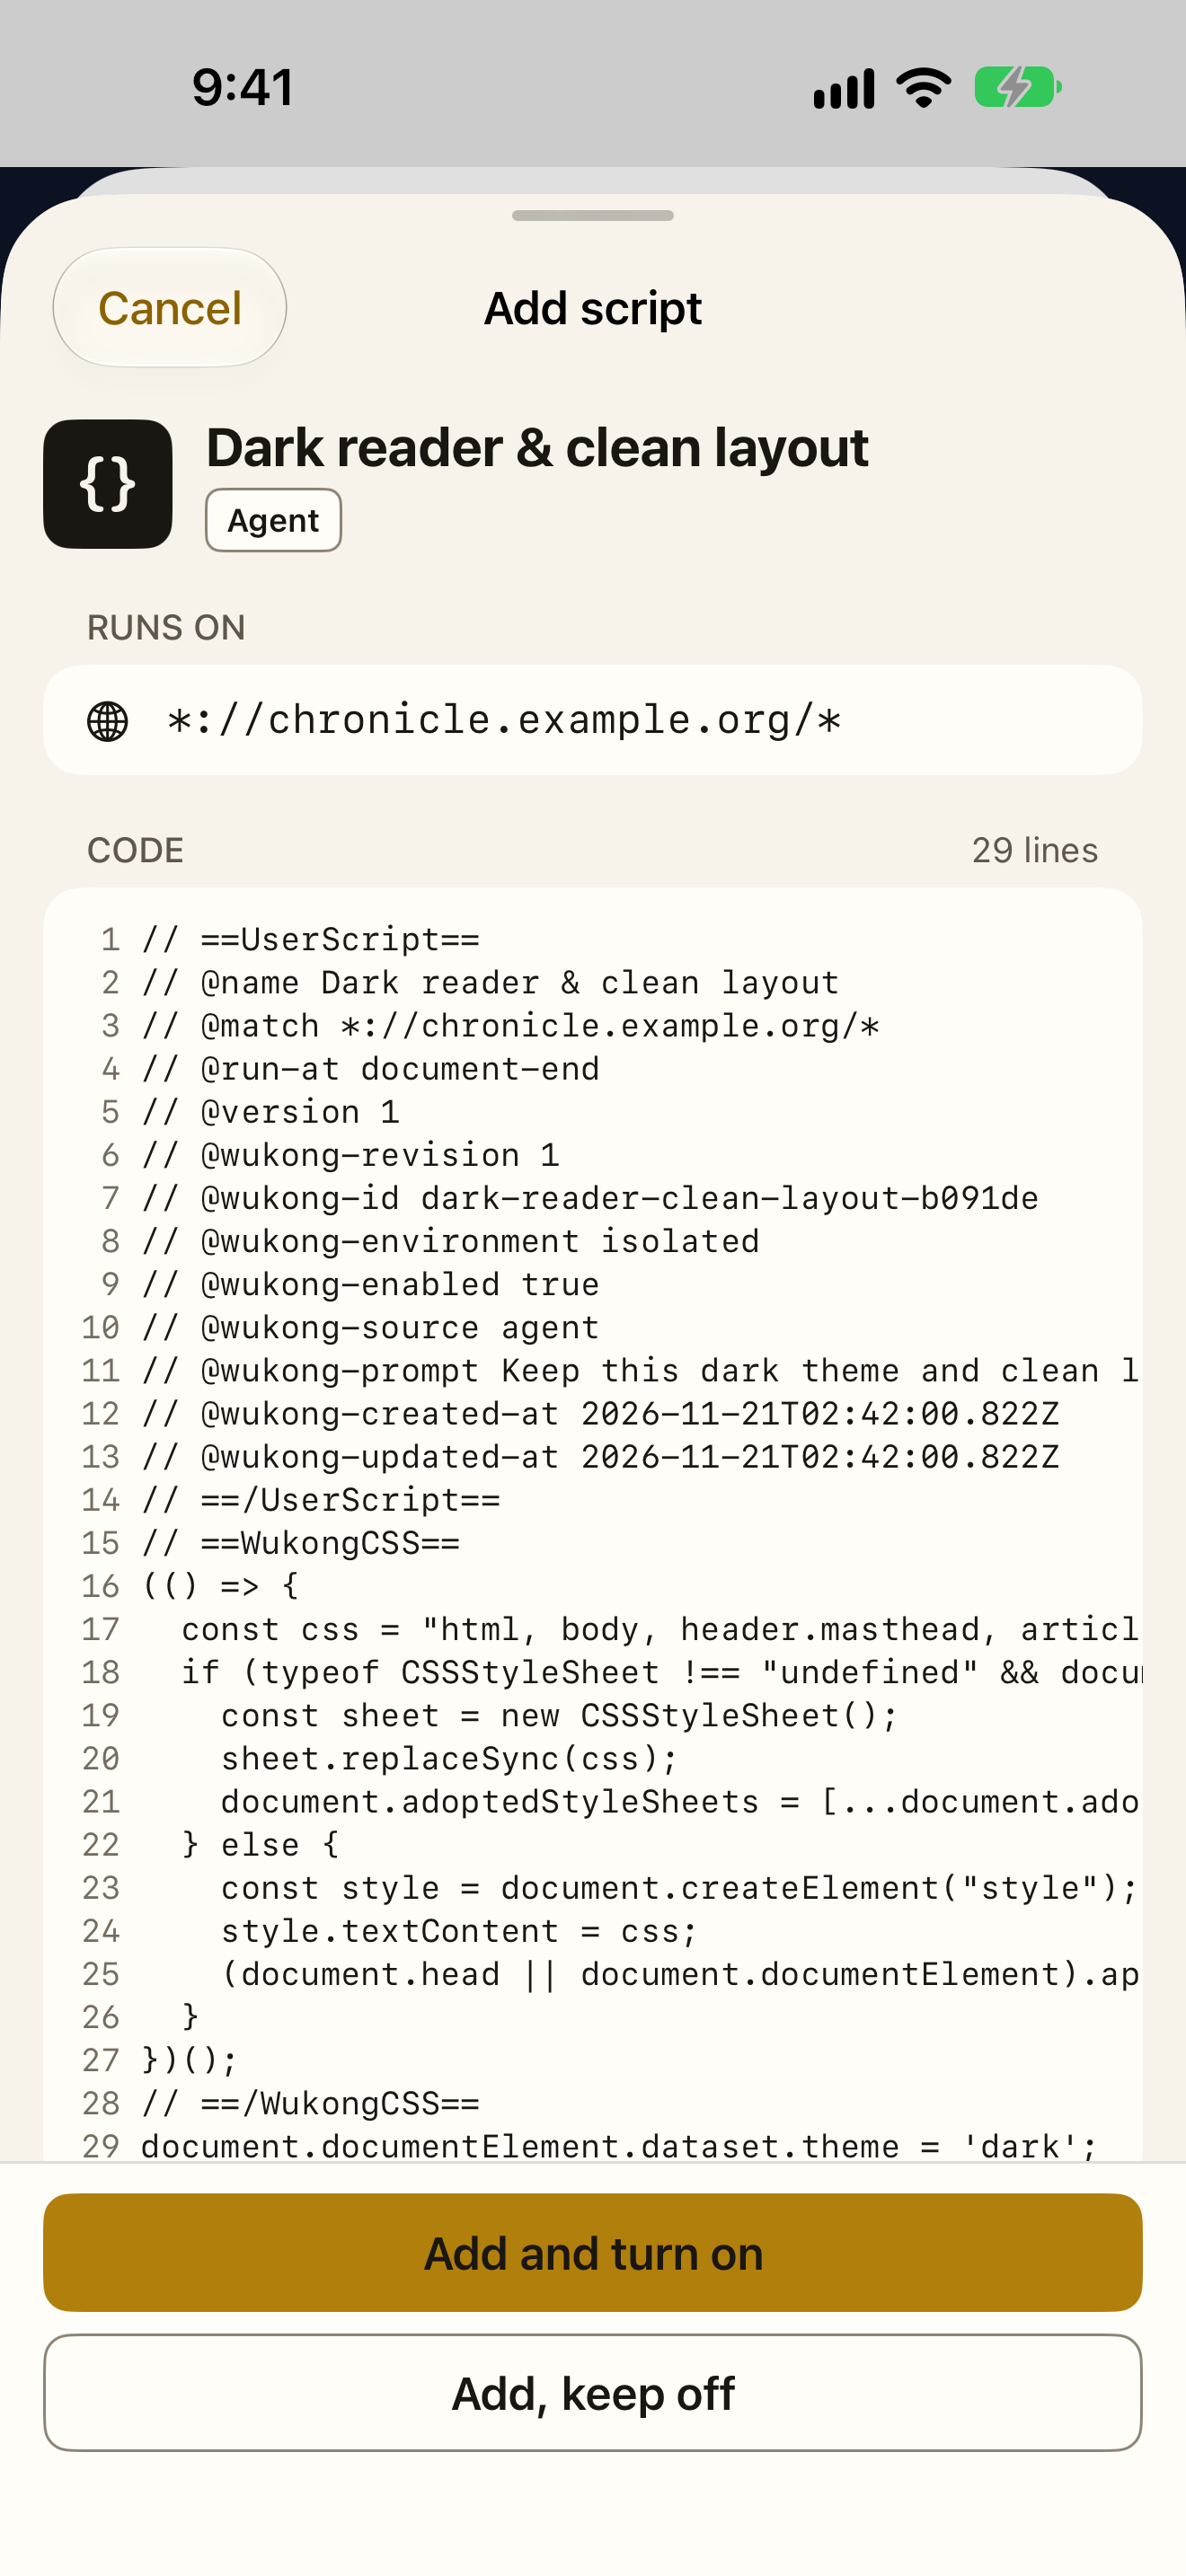 9:41
Cancel
Add script
{}
Dark reader & clean layout
Agent
RUNS ON
*://chronicle.example.org/*
CODE
29 lines
1 // ==UserScript==
2 // @name Dark reader & clean layout
3 // @match *://chronicle.example.org/*
4 // @run-at document-end
5 // @version 1
6 // @wukong-revision 1
7 // @wukong-id dark-reader-clean-layout-b091de
8 // @wukong-environment isolated
9 // @wukong-enabled true
10 // @wukong-source agent
11 // @wukong-prompt Keep this dark theme and clean l
12 // @wukong-created-at 2026-11-21T02:42:00.822Z
13 // @wukong-updated-at 2026-11-21T02:42:00.822Z
14 // ==/UserScript==
15 // ==WukongCSS==
16 (() => {
17   const css = "html, body, header.masthead, articl
18   if (typeof CSSStyleSheet !== "undefined" && docu
19     const sheet = new CSSStyleSheet();
20     sheet.replaceSync(css);
21     document.adoptedStyleSheets = [...document.ado
22   } else {
23     const style = document.createElement("style");
24     style.textContent = css;
25     (document.head || document.documentElement).ap
26   }
27 })();
28 // ==/WukongCSS==
29 document.documentElement.dataset.theme = 'dark';
Add and turn on
Add, keep off